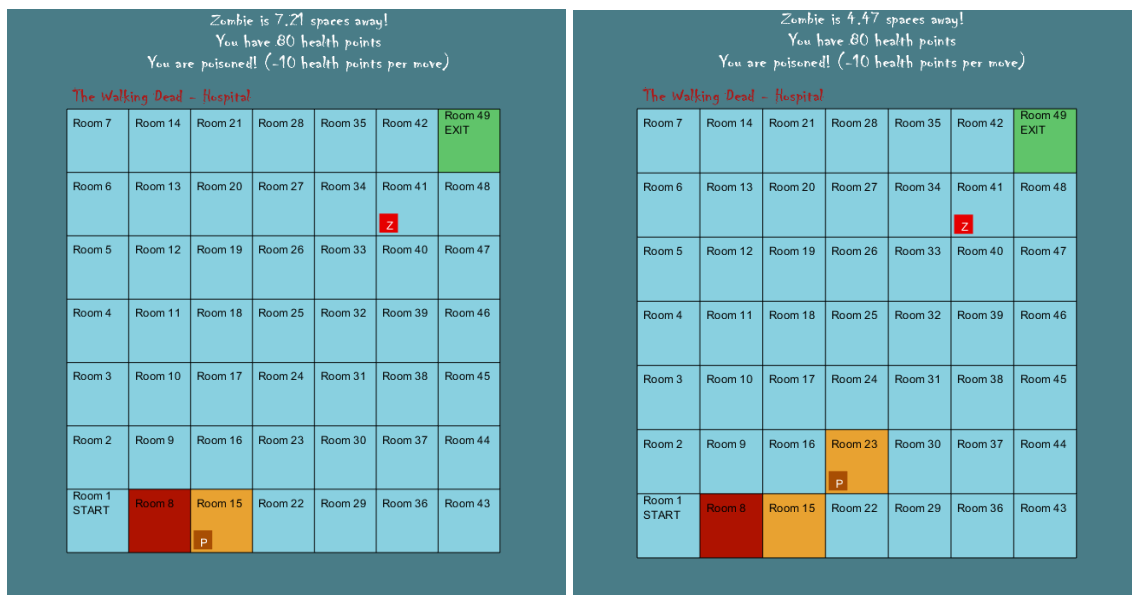 Zombie is 7.21 spaces away!
You have 80 health points
You are poisoned! (-10 health points per move)
The Walking Dead - Hospital
Room 7 Room 14 Room 21 Room 28 Room 35 Room 42 Room 49
EXIT
Room 6 Room 13 Room 20 Room 27 Room 34 Room 41 Room 48
Z
Room 5 Room 12 Room 19 Room 26 Room 33 Room 40 Room 47
Room 4 Room 11 Room 18 Room 25 Room 32 Room 39 Room 46
Room 3 Room 10 Room 17 Room 24 Room 31 Room 38 Room 45
Room 2 Room 9 Room 16 Room 23 Room 30 Room 37 Room 44
Room 1 Room 8 Room 15 Room 22 Room 29 Room 36 Room 43
START
P
Zombie is 4.47 spaces away!
You have 80 health points
You are poisoned! (-10 health points per move)
The Walking Dead - Hospital
Room 7 Room 14 Room 21 Room 28 Room 35 Room 42 Room 49
EXIT
Room 6 Room 13 Room 20 Room 27 Room 34 Room 41 Room 48
Z
Room 5 Room 12 Room 19 Room 26 Room 33 Room 40 Room 47
Room 4 Room 11 Room 18 Room 25 Room 32 Room 39 Room 46
Room 3 Room 10 Room 17 Room 24 Room 31 Room 38 Room 45
Room 2 Room 9 Room 16 Room 23 Room 30 Room 37 Room 44
P
Room 1 Room 8 Room 15 Room 22 Room 29 Room 36 Room 43
START